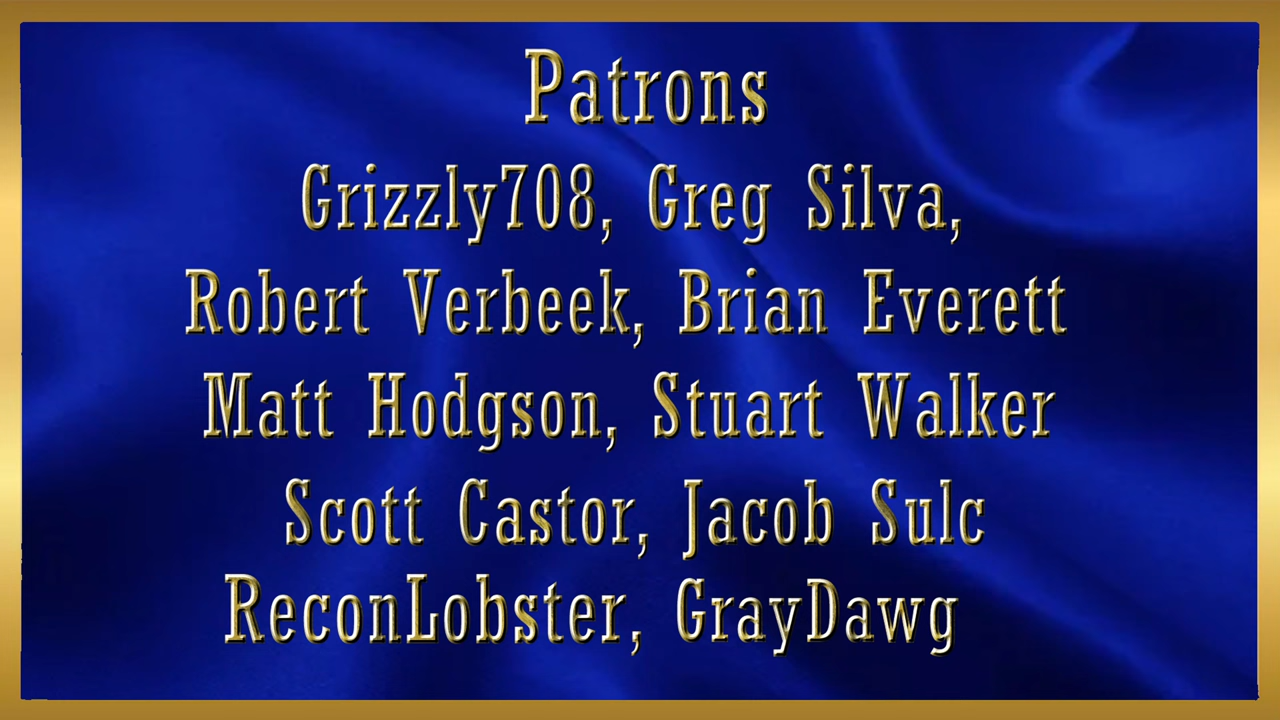 Patrons
Grizzly708, Greg Silva,
Robert Verbeek, Brian Everett
Matt Hodgson, Stuart Walker
Scott Castor, Jacob Sulc
ReconLobster, GrayDawg